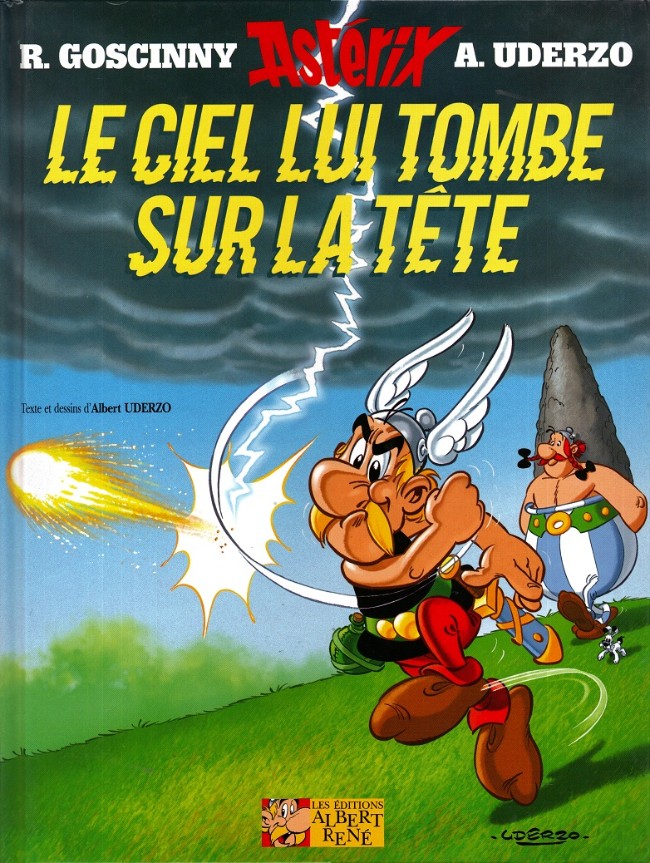 R. GOSCINNY Astérix A. UDERZO
LE CIEL LUI TOMBE
SUR LA TÊTE
Texte et dessins d'Albert UDERZO
LES ÉDITIONS
ALBERT
RENÉ
-UDERZO-